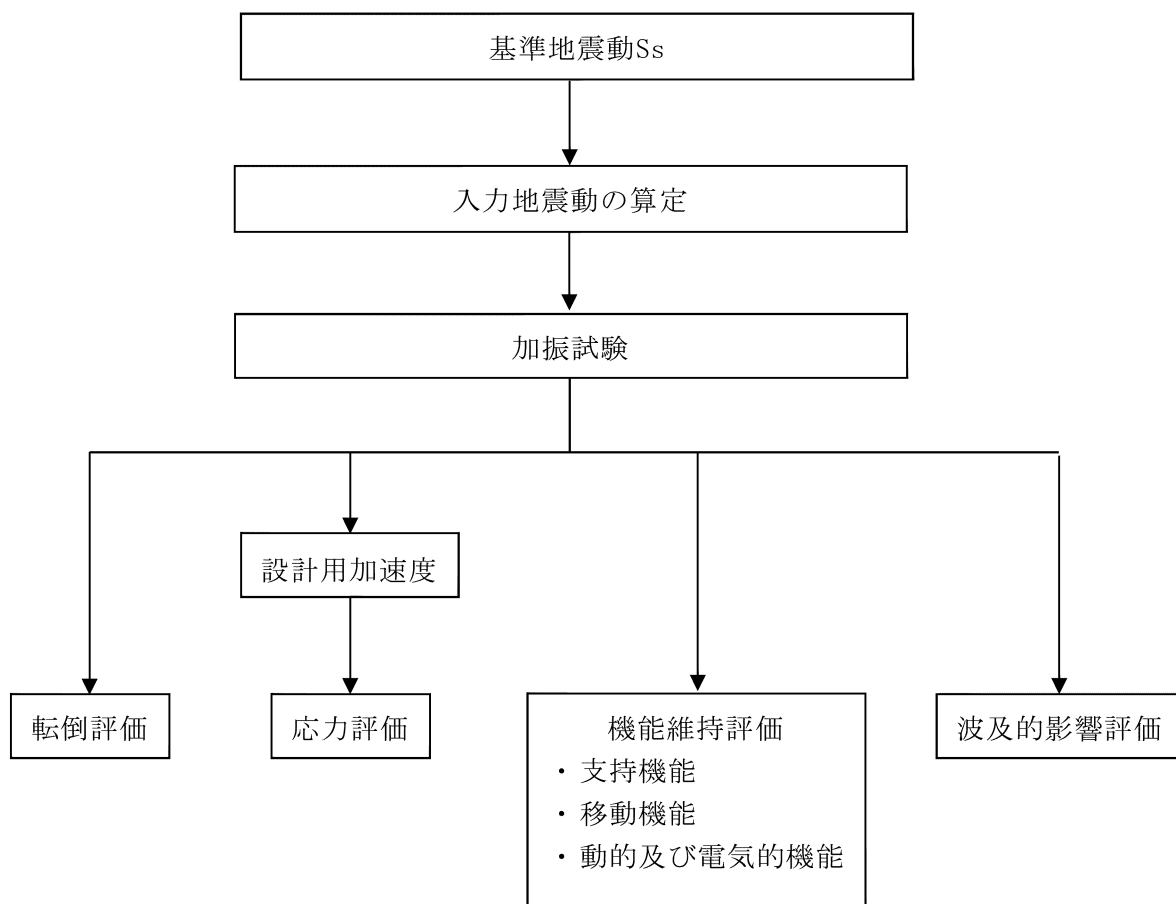 基準地震動Ss
入力地震動の算定
加振試験
設計用加速度
転倒評価
応力評価
機能維持評価
・支持機能
・移動機能
・動的及び電気的機能
波及的影響評価